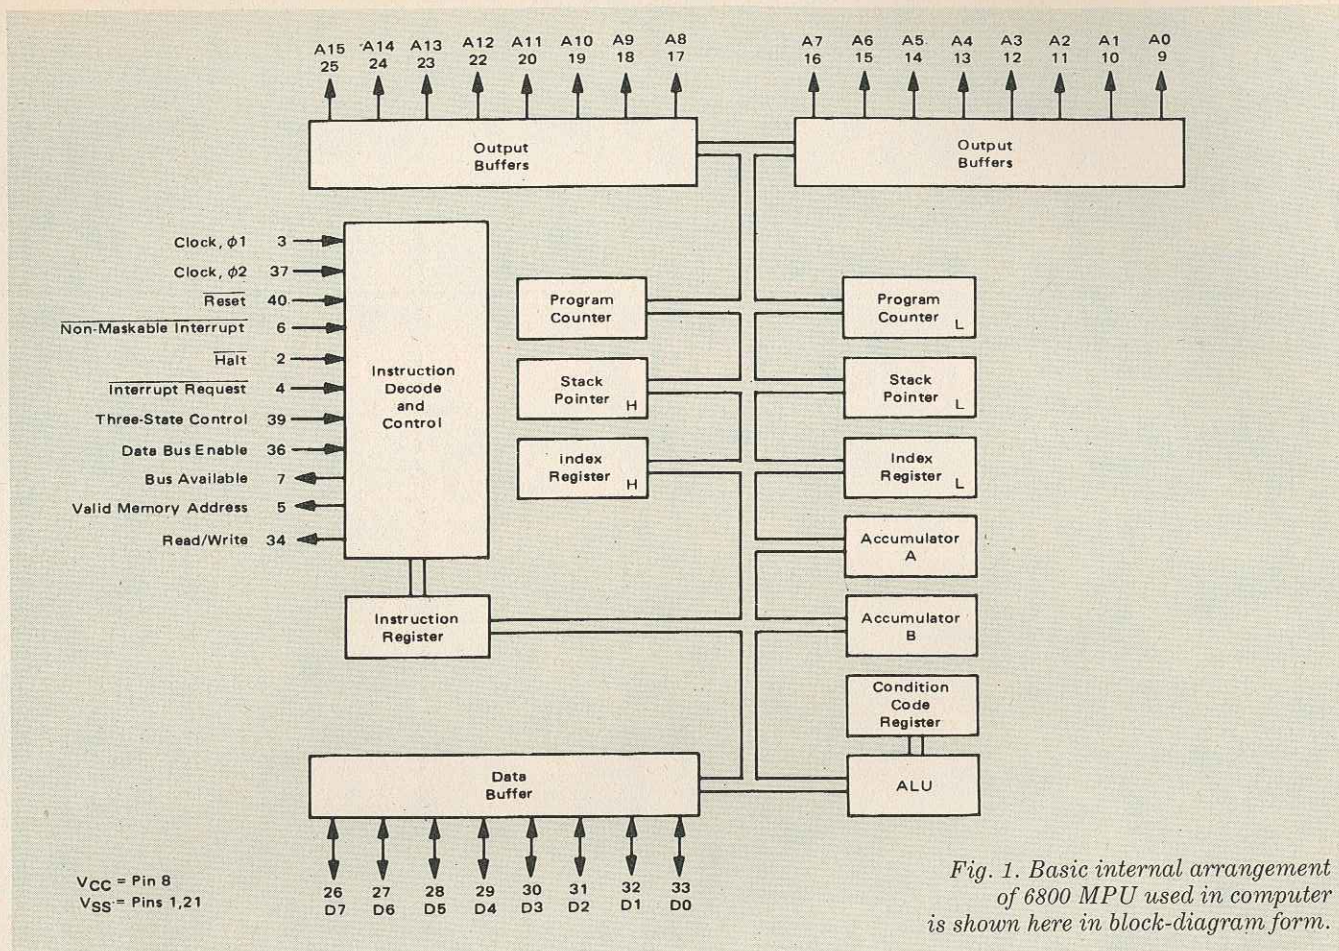 A15 A14 A13 A12 A11 A10 A9 A8 A7 A6 A5 A4 A3 A2 A1 A0
25 24 23 22 20 19 18 17 16 15 14 13 12 11 10 9
Output
Buffers
Output
Buffers
Clock, ϕ1 3
Clock, ϕ2 37
Reset 40
Non-Maskable Interrupt 6
Halt 2
Interrupt Request 4
Three-State Control 39
Data Bus Enable 36
Bus Available 7
Valid Memory Address 5
Read/Write 34
Instruction
Decode
and
Control
Program
Counter
Program
Counter L
Stack
Pointer H
Stack
Pointer L
Index
Register H
Index
Register L
Accumulator
A
Instruction
Register
Accumulator
B
Condition
Code
Register
Data
Buffer
ALU
26 27 28 29 30 31 32 33
D7 D6 D5 D4 D3 D2 D1 D0
VCC = Pin 8
VSS = Pins 1,21
Fig. 1. Basic internal arrangement
of 6800 MPU used in computer
is shown here in block-diagram form.